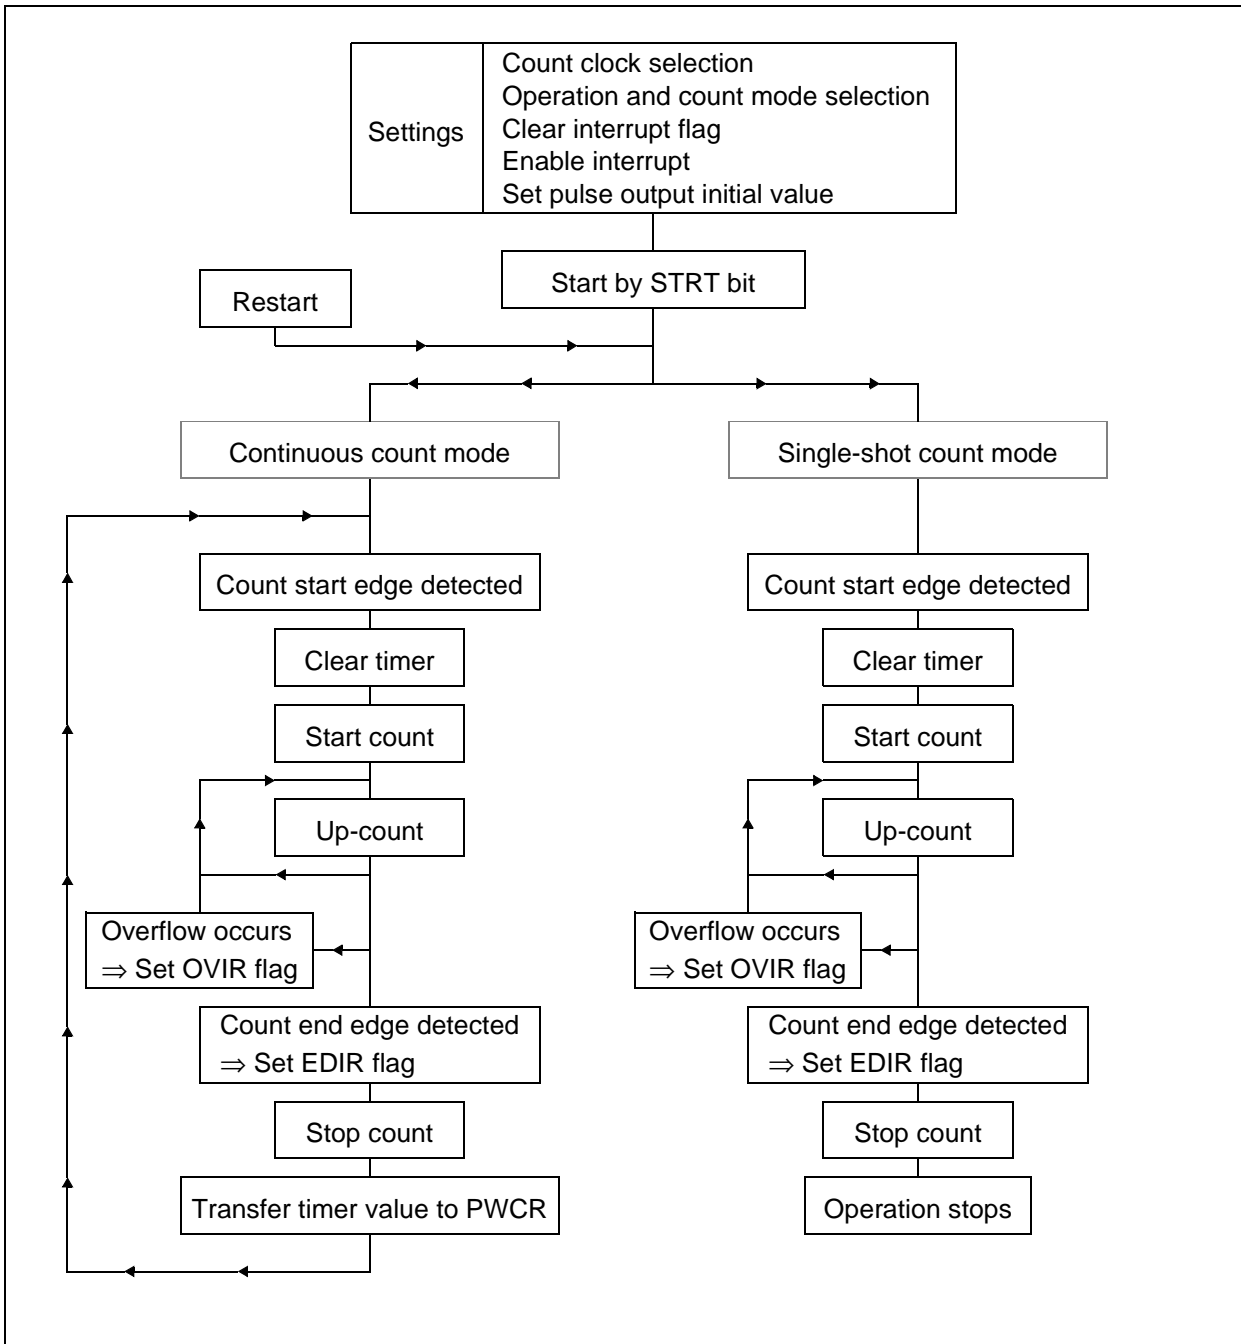 Settings
Count clock selection
Operation and count mode selection
Clear interrupt flag
Enable interrupt
Set pulse output initial value
Start by STRT bit
Restart
Continuous count mode
Count start edge detected
Clear timer
Start count
Up-count
Overflow occurs
⇒ Set OVIR flag
Count end edge detected
⇒ Set EDIR flag
Stop count
Transfer timer value to PWCR
Single-shot count mode
Count start edge detected
Clear timer
Start count
Up-count
Overflow occurs
⇒ Set OVIR flag
Count end edge detected
⇒ Set EDIR flag
Stop count
Operation stops